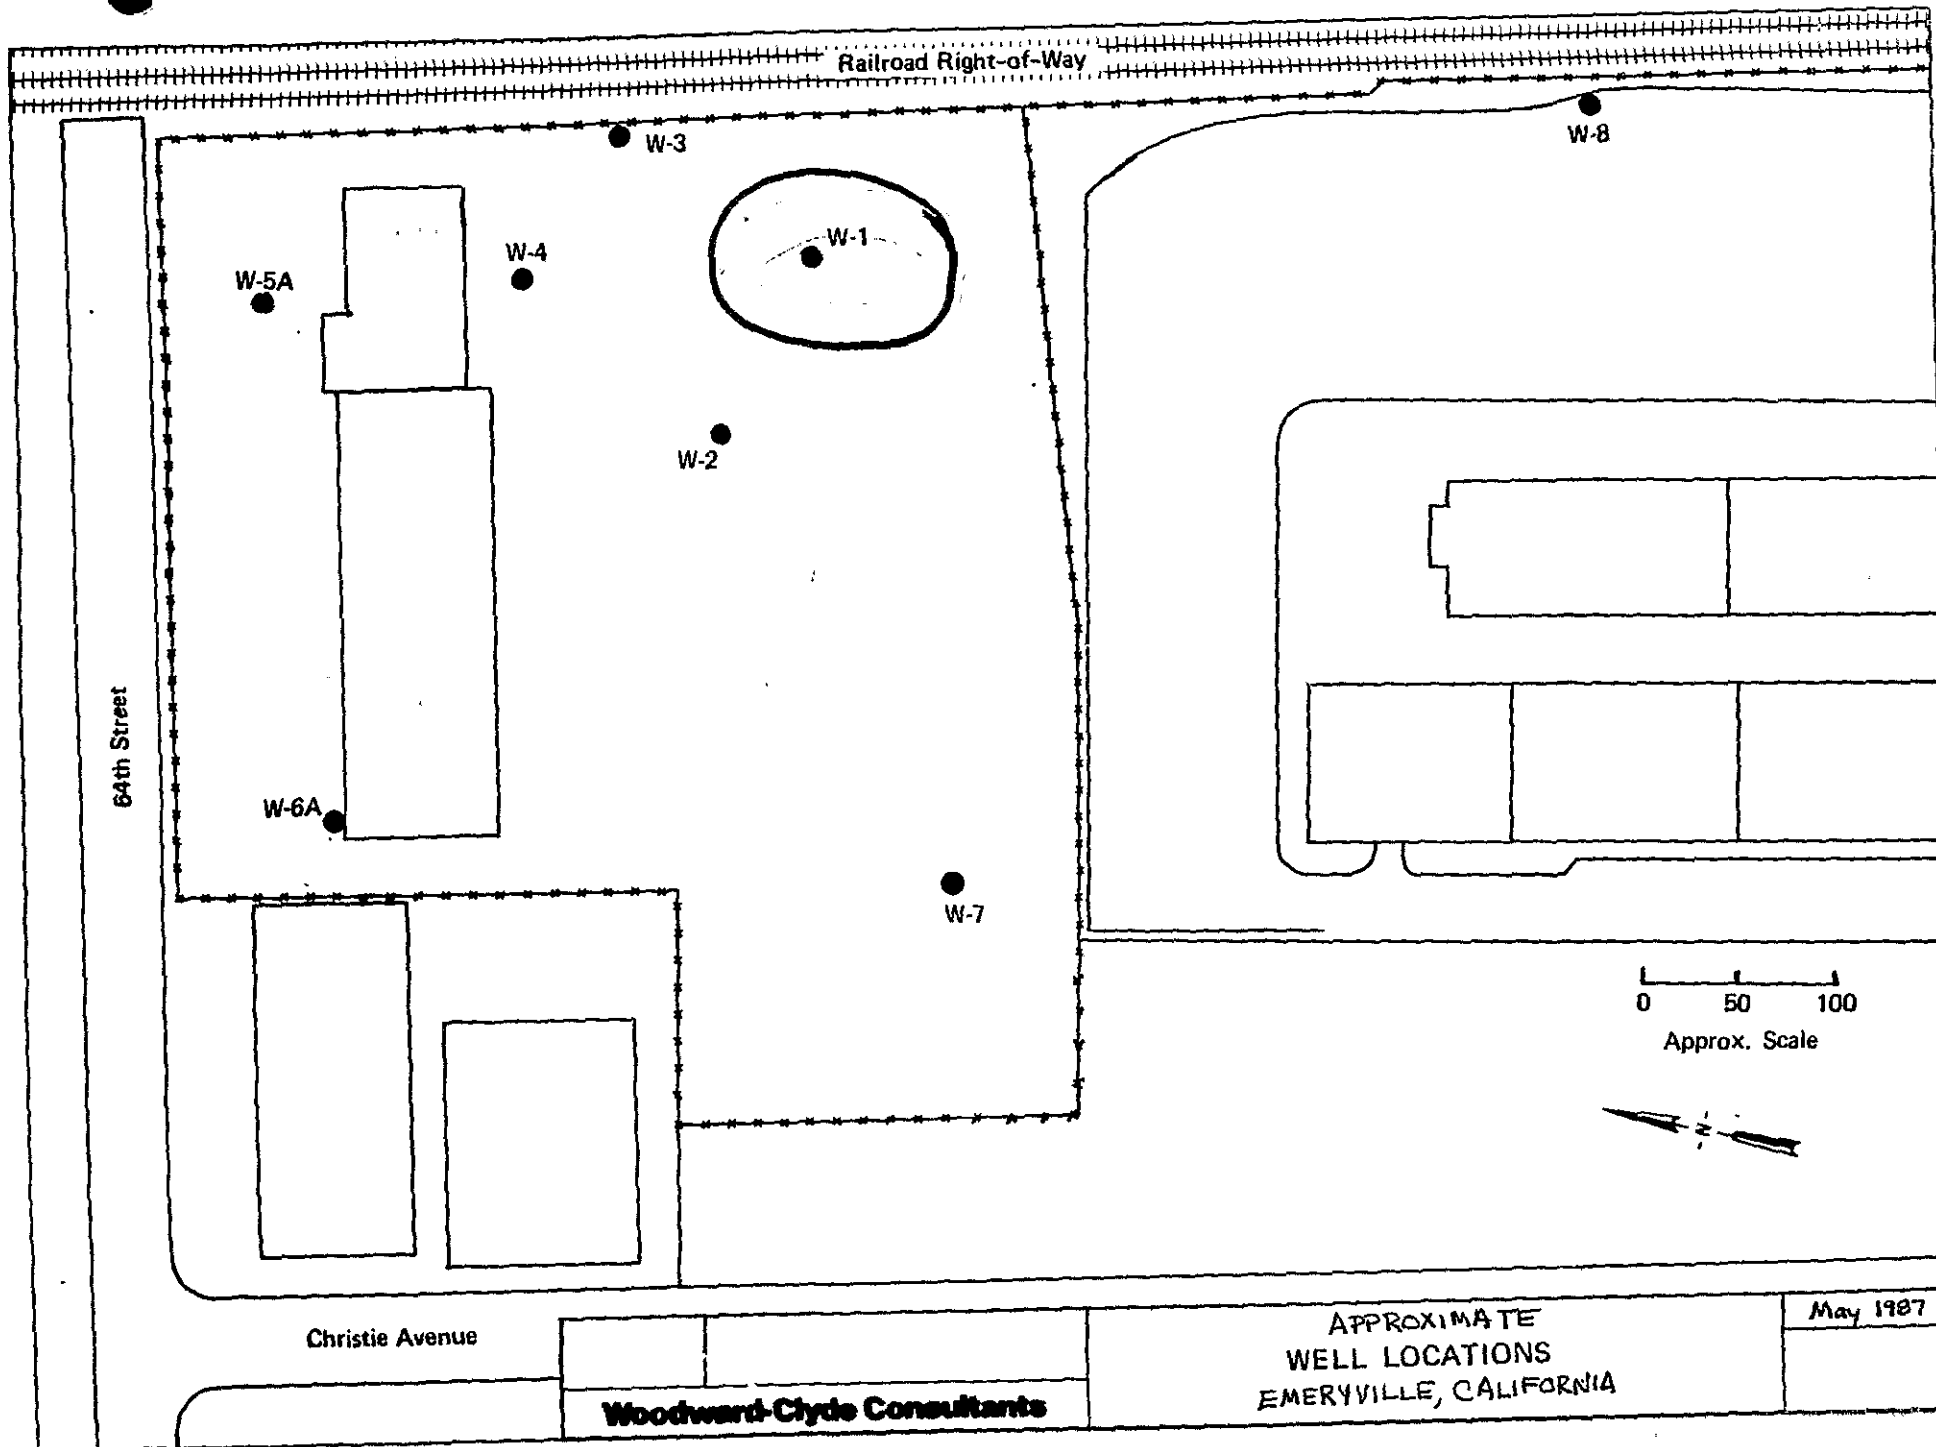 Railroad Right-of-Way
W-3
W-8
W-1
W-4
W-5A
W-2
64th Street
W-6A
W-7
0 50 100
Approx. Scale
N
Christie Avenue
APPROXIMATE
WELL LOCATIONS
EMERYVILLE, CALIFORNIA
May 1987
Woodward-Clyde Consultants